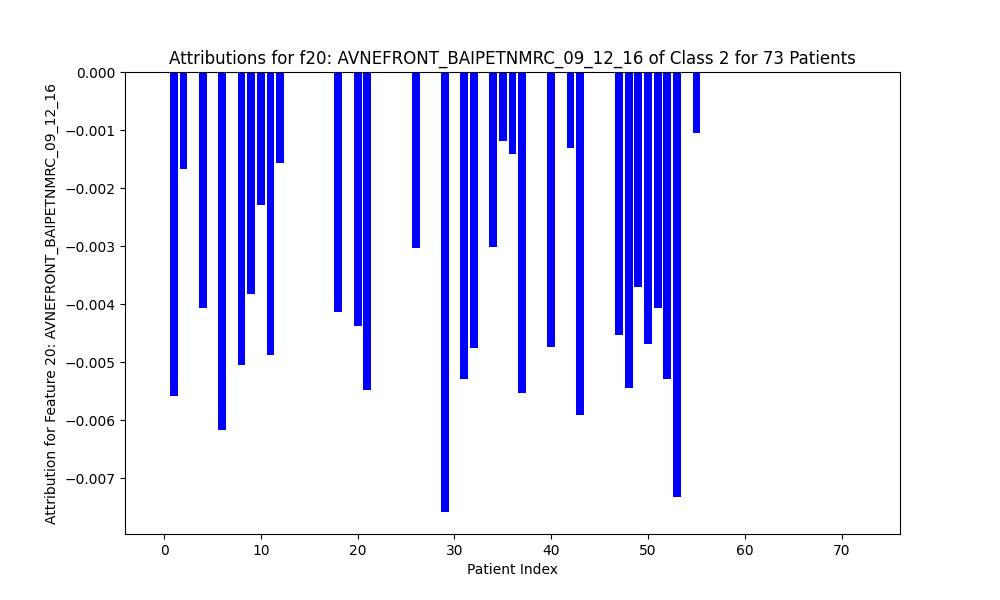 Attributions for f20: AVNEFRONT_BAIPETNMRC_09_12_16 of Class 2 for 73 Patients
Attribution for Feature 20: AVNEFRONT_BAIPETNMRC_09_12_16
0.000
−0.001
−0.002
−0.003
−0.004
−0.005
−0.006
−0.007
0 10 20 30 40 50 60 70
Patient Index